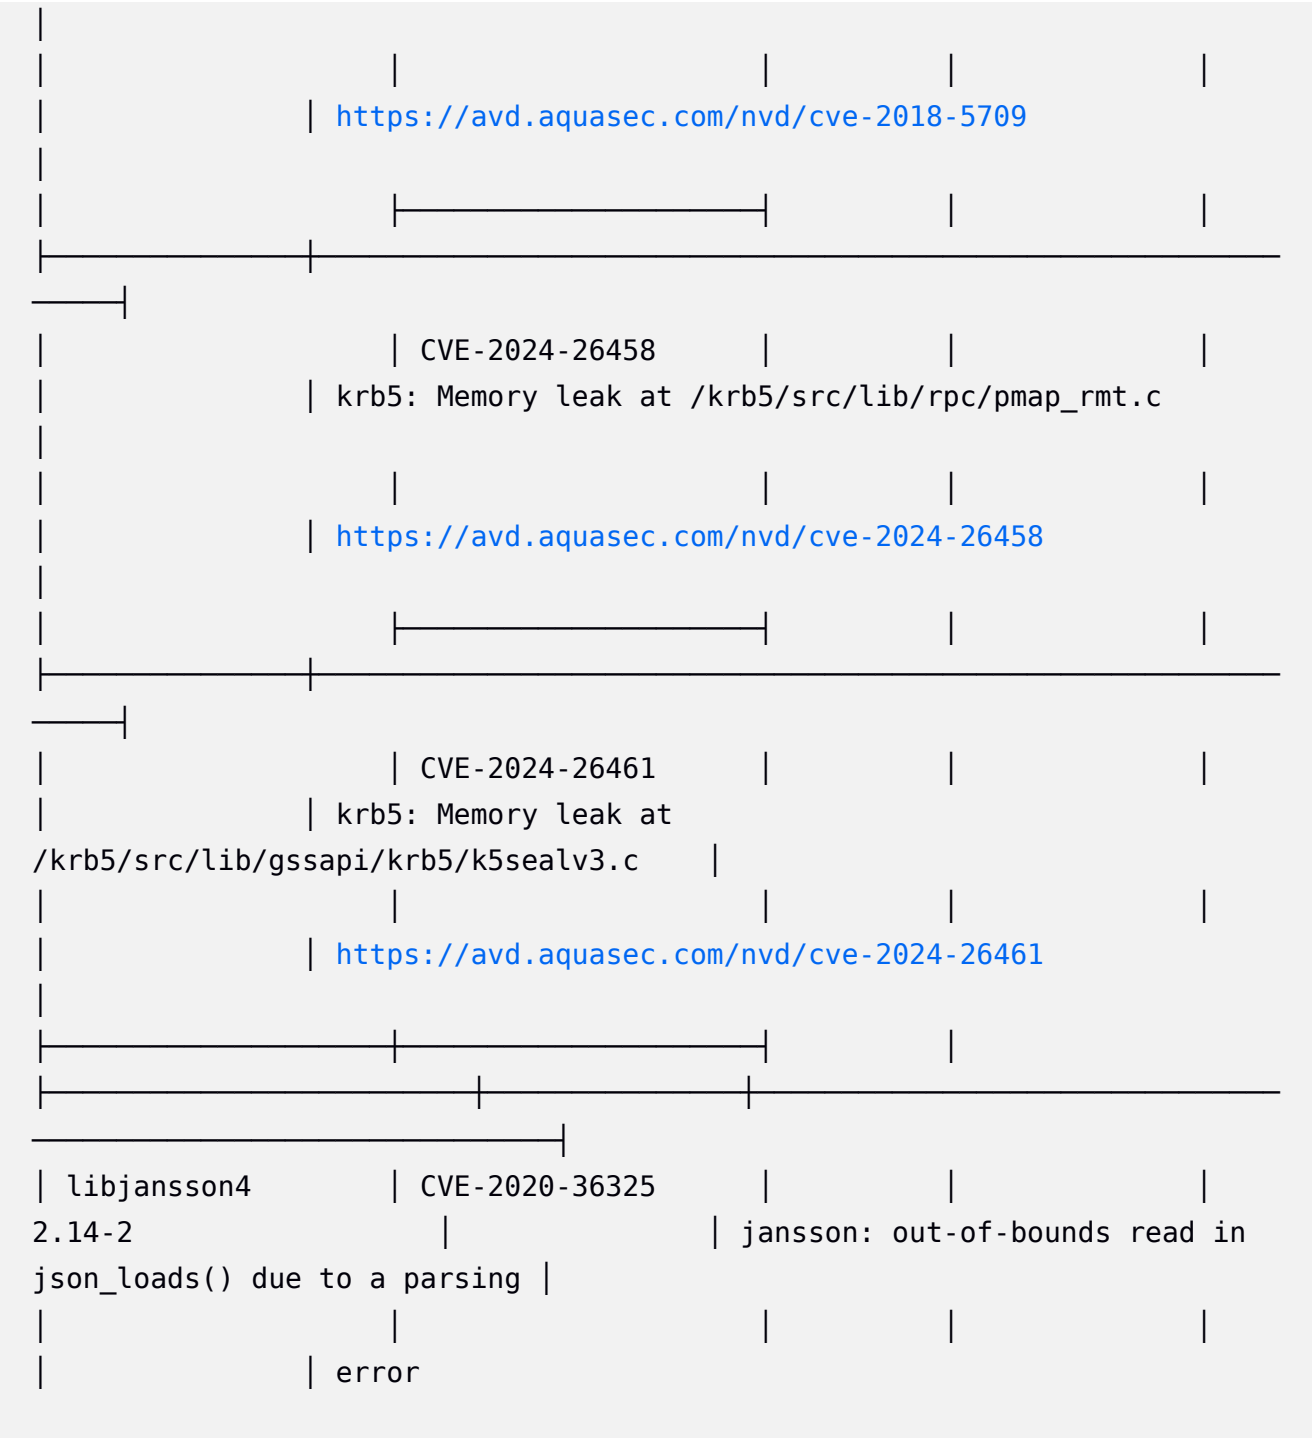 │
│ │ │ │ │
│ │ https://avd.aquasec.com/nvd/cve-2018-5709
│
│ ├─────────────────────┤ │ │
├───────────────┼────────────────────────────────────────────────────────
─────┤
│ │ CVE-2024-26458 │ │ │
│ │ krb5: Memory leak at /krb5/src/lib/rpc/pmap_rmt.c
│
│ │ │ │ │
│ │ https://avd.aquasec.com/nvd/cve-2024-26458
│
│ ├─────────────────────┤ │ │
├───────────────┼────────────────────────────────────────────────────────
─────┤
│ │ CVE-2024-26461 │ │ │
│ │ krb5: Memory leak at
/krb5/src/lib/gssapi/krb5/k5sealv3.c │
│ │ │ │ │
│ │ https://avd.aquasec.com/nvd/cve-2024-26461
│
├────────────────────┼─────────────────────┤ │
├─────────────────────────┼───────────────┼──────────────────────────────
───────────────────────────────┤
│ libjansson4 │ CVE-2020-36325 │ │ │
2.14-2 │ │ jansson: out-of-bounds read in
json_loads() due to a parsing │
│ │ │ │ │
│ │ error